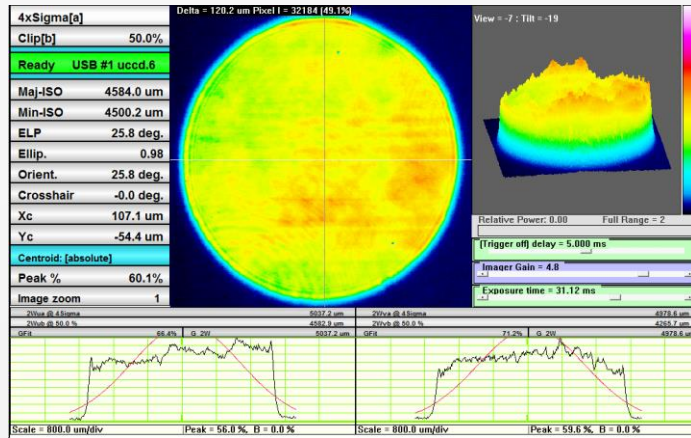 4xSigma[a]
Clip[b] 50.0%
Ready USB #1 uccd.6
Maj-ISO 4584.0 um
Min-ISO 4500.2 um
ELP 25.8 deg.
Ellip. 0.98
Orient. 25.8 deg.
Crosshair -0.0 deg.
Xc 107.1 um
Yc -54.4 um
Centroid: [absolute]
Peak % 60.1%
Image zoom 1
Delta = 120.2 um Pixel I = 32184 (49.1%)
View = -7 : Tilt = -19
Relative Power: 0.00 Full Range = 2
[Trigger off] delay = 5.000 ms
Imager Gain = 4.8
Exposure time = 31.12 ms
2Wua @ 4Sigma 5037.2 um
2Wub @ 50.0 % 4582.9 um
GFit 66.4% G 2W 5037.2 um
Scale = 800.0 um/div Peak = 56.0 %, B = 0.0 %
2Wva @ 4Sigma 4978.6 um
2Wvb @ 50.0 % 4265.7 um
GFit 71.2% G 2W 4978.6 um
Scale = 800.0 um/div Peak = 59.6 %, B = 0.0 %